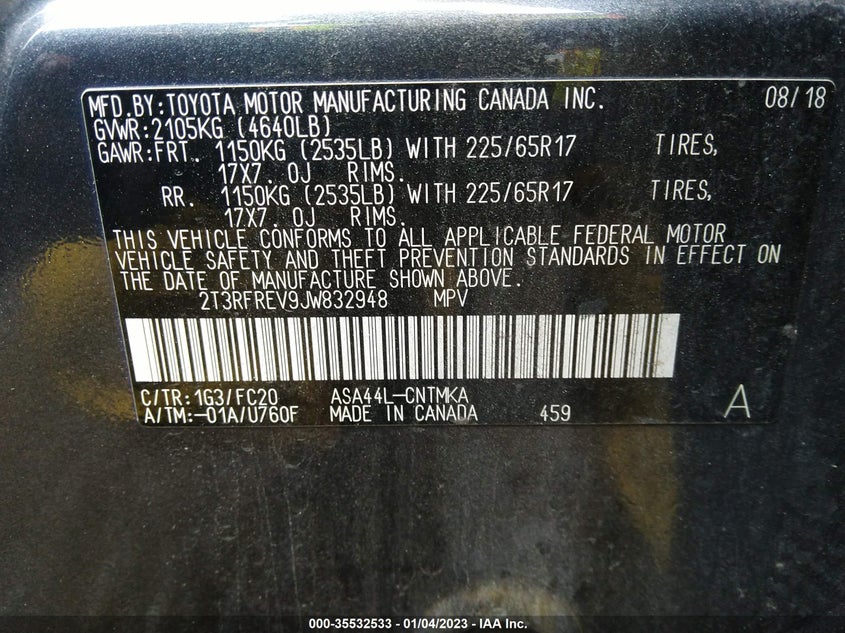 MFD.BY:TOYOTA MOTOR MANUFACTURING CANADA INC. 08/18
GVWR:2105KG (4640LB)
GAWR:FRT. 1150KG (2535LB) WITH 225/65R17 TIRES,
17X7.0J RIMS.
RR. 1150KG (2535LB) WITH 225/65R17 TIRES,
17X7.0J RIMS.
THIS VEHICLE CONFORMS TO ALL APPLICABLE FEDERAL MOTOR
VEHICLE SAFETY AND THEFT PREVENTION STANDARDS IN EFFECT ON
THE DATE OF MANUFACTURE SHOWN ABOVE.
2T3RFREV9JW832948 MPV
C/TR:1G3/FC20 ASA44L-CNTMKA
A/TM:-01A/U760F MADE IN CANADA 459 A
000-35532533 - 01/04/2023 - IAA Inc.